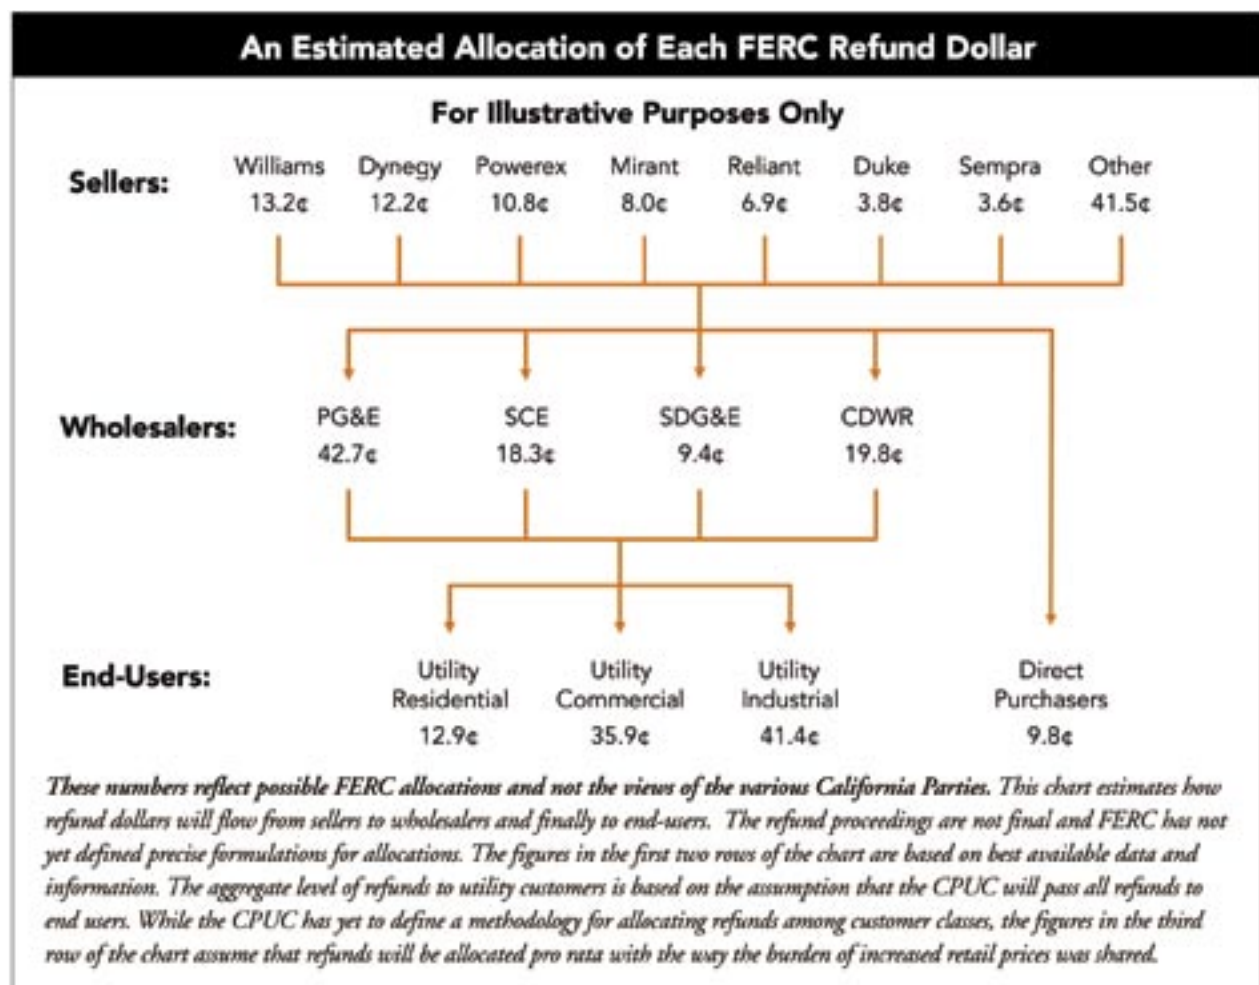 An Estimated Allocation of Each FERC Refund Dollar
For Illustrative Purposes Only
Sellers:
Williams Dynegy Powerex Mirant Reliant Duke Sempra Other
13.2¢ 12.2¢ 10.8¢ 8.0¢ 6.9¢ 3.8¢ 3.6¢ 41.5¢
Wholesalers:
PG&E SCE SDG&E CDWR
42.7¢ 18.3¢ 9.4¢ 19.8¢
End-Users:
Utility Utility Utility Direct
Residential Commercial Industrial Purchasers
12.9¢ 35.9¢ 41.4¢ 9.8¢
These numbers reflect possible FERC allocations and not the views of the various California Parties. This chart estimates how
refund dollars will flow from sellers to wholesalers and finally to end-users. The refund proceedings are not final and FERC has not
yet defined precise formulations for allocations. The figures in the first two rows of the chart are based on best available data and
information. The aggregate level of refunds to utility customers is based on the assumption that the CPUC will pass all refunds to
end users. While the CPUC has yet to define a methodology for allocating refunds among customer classes, the figures in the third
row of the chart assume that refunds will be allocated pro rata with the way the burden of increased retail prices was shared.